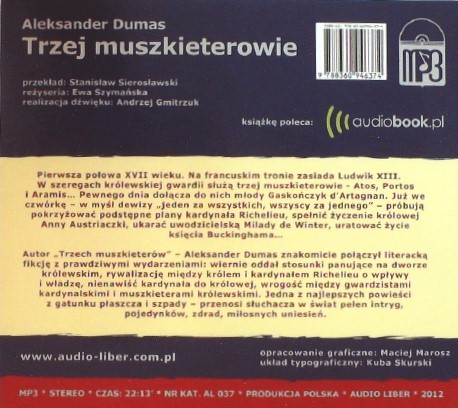 Aleksander Dumas
Trzej muszkieterowie
przekład: Stanisław Sierosławski
reżyseria: Ewa Szymańska
realizacja dźwięku: Andrzej Gmitrzuk
9 788360 946374
MP3
książkę poleca: audiobook.pl
Pierwsza połowa XVII wieku. Na francuskim tronie zasiada Ludwik XIII.
W szeregach królewskiej gwardii służą trzej muszkieterowie - Atos, Portos
i Aramis... Pewnego dnia dołącza do nich młody Gaskończyk d'Artagnan. Już we
czwórkę – w myśl dewizy „jeden za wszystkich, wszyscy za jednego” – próbują
pokrzyżować podstępne plany kardynała Richelieu, spełnić życzenie królowej
Anny Austriaczki, ukarać uwodzicielską Milady de Winter, uratować życie
księcia Buckinghama...
Autor „Trzech muszkieterów” – Aleksander Dumas znakomicie połączył literacką
fikcję z prawdziwymi wydarzeniami: wiernie oddał stosunki panujące na dworze
królewskim, rywalizację między królem i kardynałem Richelieu o wpływy
i władzę, nienawiść kardynała do królowej, wrogość między gwardzistami
kardynalskimi i muszkieterami królewskimi. Jedna z najlepszych powieści
z gatunku płaszcza i szpady – przenosi słuchacza w świat pełen intryg,
pojedynków, zdrad, miłosnych uniesień.
www.audio-liber.com.pl
opracowanie graficzne: Maciej Marosz
układ typograficzny: Kuba Skurski
MP3 * STEREO * CZAS: 22:13' * NR KAT. AL 037 * PRODUKCJA POLSKA * AUDIO LIBER * 2012